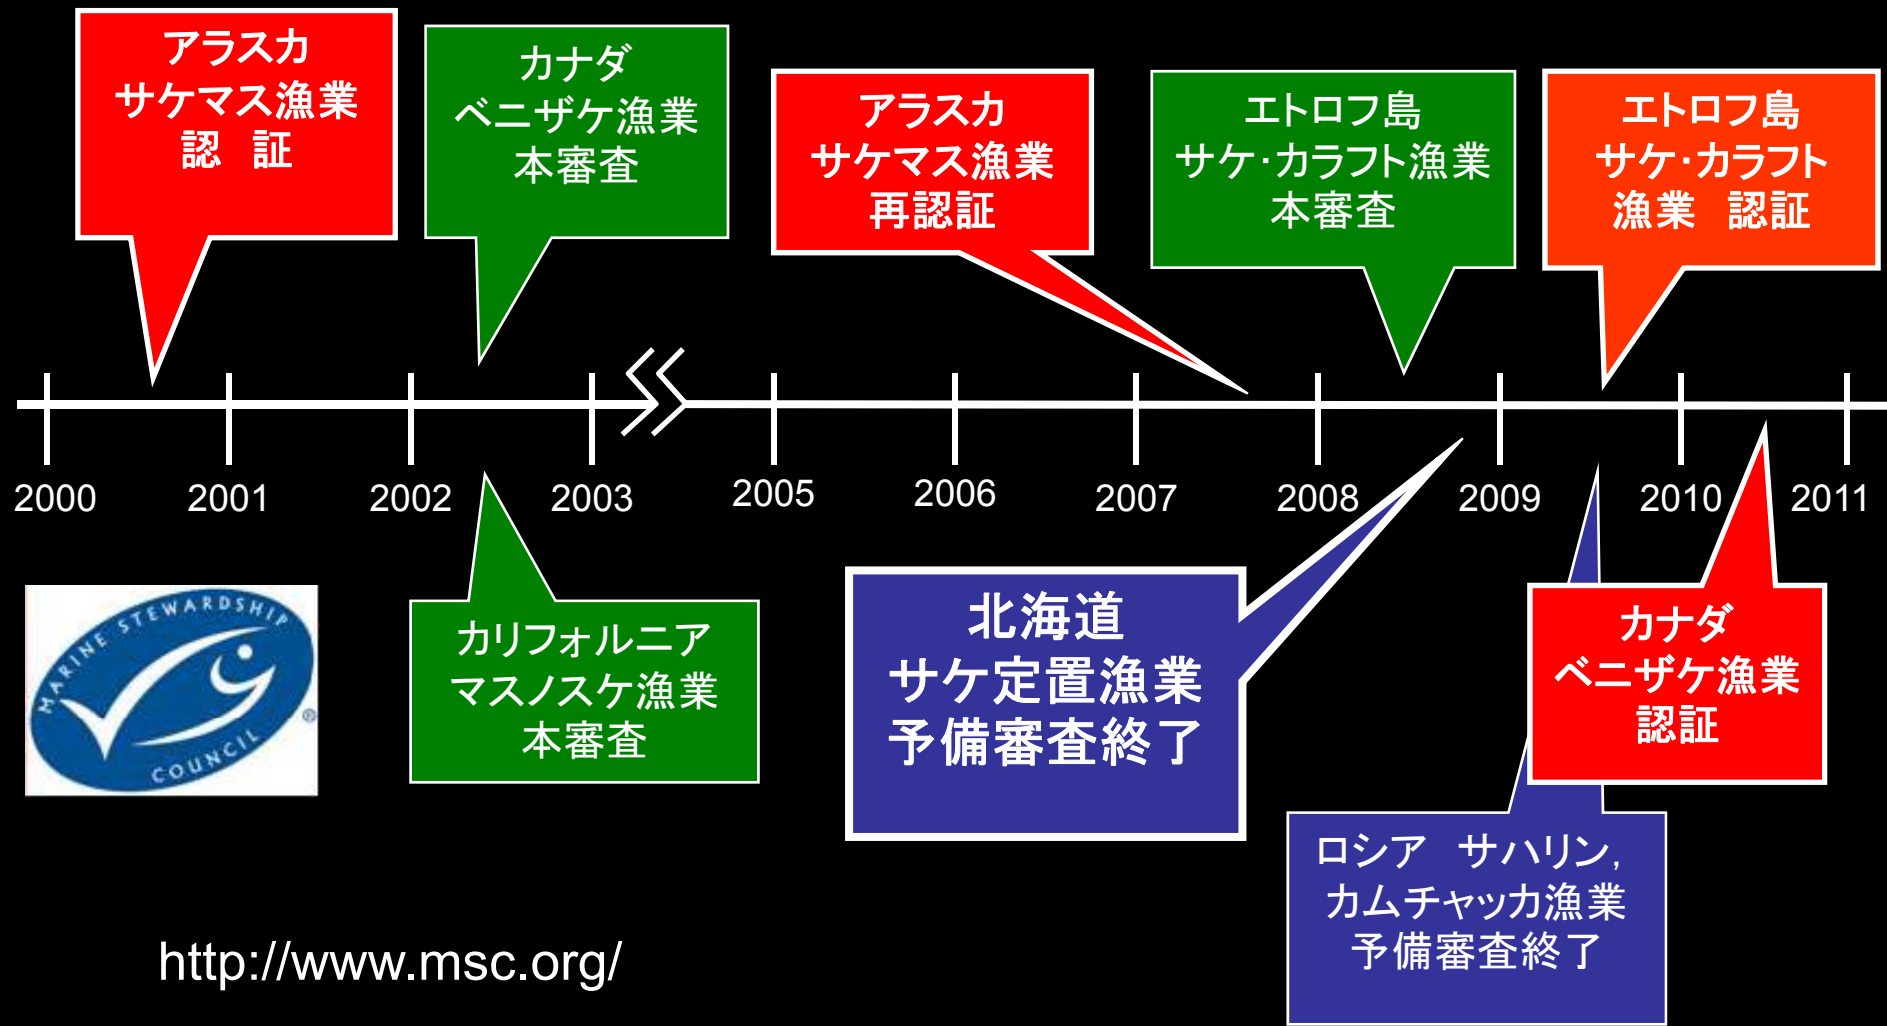 アラスカ
サケマス漁業
認　証
カナダ
ベニザケ漁業
本審査
アラスカ
サケマス漁業
再認証
エトロフ島
サケ・カラフト漁業
本審査
エトロフ島
サケ・カラフト
漁業　認証
2000 2001 2002 2003 2005 2006 2007 2008 2009 2010 2011
MARINE STEWARDSHIP
COUNCIL
®
カリフォルニア
マスノスケ漁業
本審査
北海道
サケ定置漁業
予備審査終了
カナダ
ベニザケ漁業
認証
ロシア　サハリン,
カムチャッカ漁業
予備審査終了
http://www.msc.org/